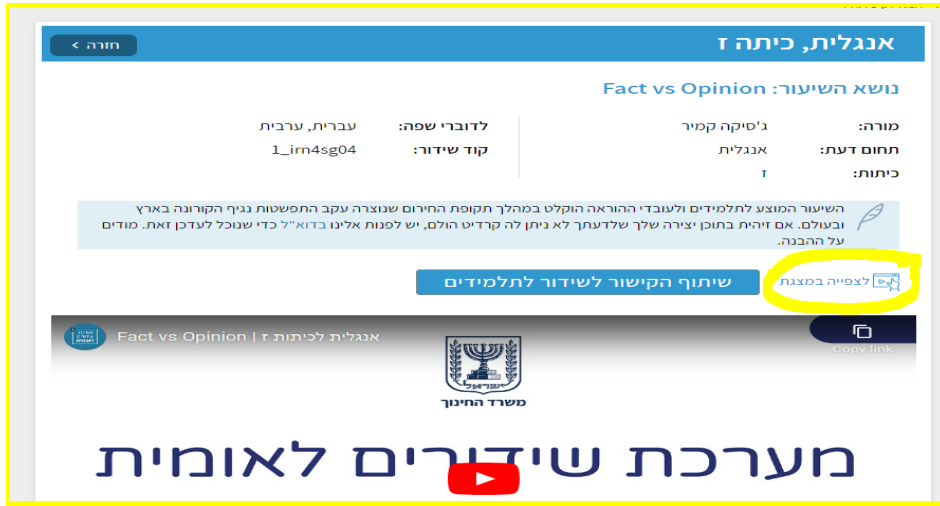 אנגלית, כיתה ז
חזרה >
נושא השיעור: Fact vs Opinion
מורה: ג'סיקה קמיר
לדוברי שפה: עברית, ערבית
תחום דעת: אנגלית
קוד שידור: 1_irn4sg04
כיתות: ז
השיעור המוצע לתלמידים ולעובדי ההוראה הוקלט במהלך תקופת החירום שנוצרה עקב התפשטות נגיף הקורונה בארץ
ובעולם. אם זיהית בתוכן יצירה שלך שלדעתך לא ניתן לה קרדיט הולם, יש לפנות אלינו בדוא"ל כדי שנוכל לעדכן זאת. מודים
על ההבנה.
לצפייה במצגת
שיתוף הקישור לשידור לתלמידים
אנגלית לכיתות ז | Fact vs Opinion
Copy link
ישראל
משרד החינוך
מערכת שידורים לאומית